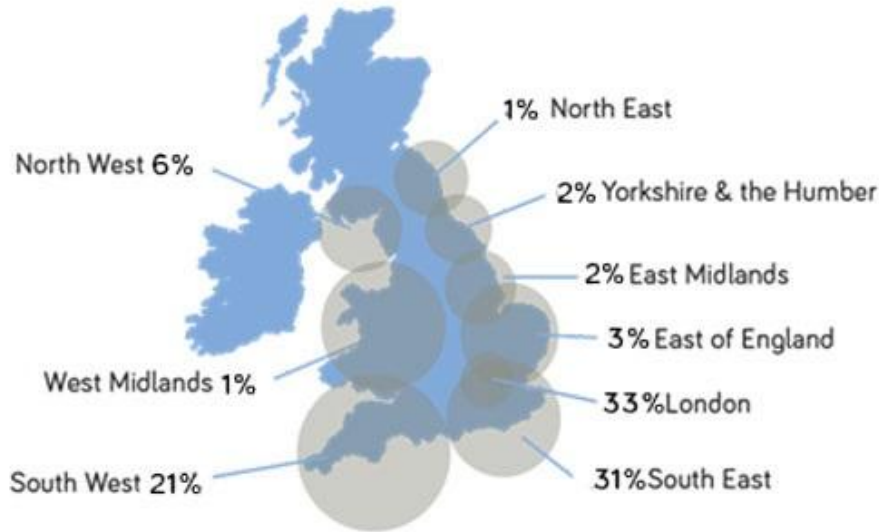 1% North East
North West 6%
2% Yorkshire & the Humber
2% East Midlands
3% East of England
West Midlands 1%
33%London
31%South East
South West 21%